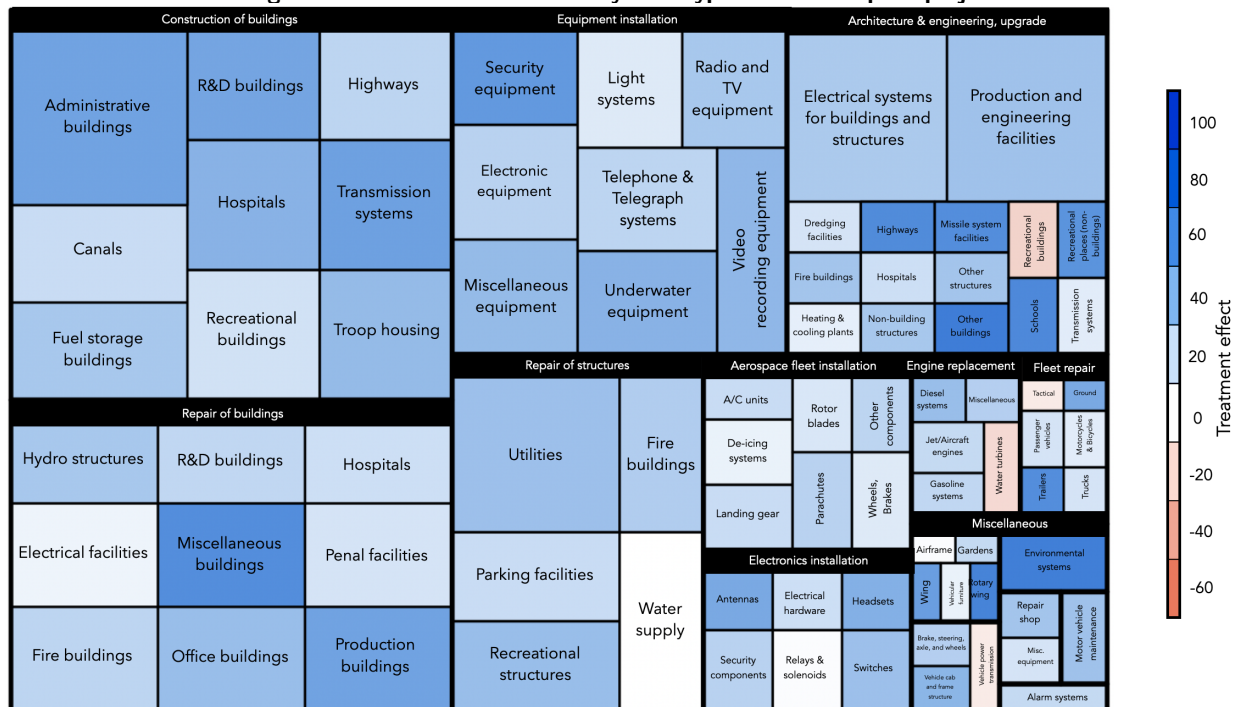 Construction of buildings
Administrative
buildings
R&D buildings
Highways
Hospitals
Transmission
systems
Canals
Recreational
buildings
Troop housing
Fuel storage
buildings
Equipment installation
Security
equipment
Light
systems
Radio and
TV
equipment
Electronic
equipment
Telephone &
Telegraph
systems
Video
recording equipment
Miscellaneous
equipment
Underwater
equipment
Architecture & engineering, upgrade
Electrical systems
for buildings and
structures
Production and
engineering
facilities
Dredging
facilities
Highways
Missile system
facilities
Recreational
buildings
Recreational
places (non-
buildings)
Fire buildings
Hospitals
Other
structures
Heating &
cooling plants
Non-building
structures
Other
buildings
Schools
Transmission
systems
Repair of buildings
Hydro structures
R&D buildings
Hospitals
Electrical facilities
Miscellaneous
buildings
Penal facilities
Fire buildings
Office buildings
Production
buildings
Repair of structures
Utilities
Fire
buildings
Parking facilities
Water
supply
Recreational
structures
Aerospace fleet installation
A/C units
Rotor
blades
Other
components
De-icing
systems
Landing gear
Parachutes
Wheels,
Brakes
Electronics installation
Antennas
Electrical
hardware
Headsets
Security
components
Relays &
solenoids
Switches
Engine replacement
Diesel
systems
Miscellaneous
Jet/Aircraft
engines
Water turbines
Gasoline
systems
Fleet repair
Tactical
Ground
Passenger
vehicles
Motorcycles
& Bicycles
Trailers
Trucks
Miscellaneous
Airframe
Gardens
Environmental
systems
Wing
Vehicular
furniture
Rotary
wing
Repair
shop
Motor vehicle
maintenance
Brake, steering,
axle, and wheels
Vehicle power
transmission
Misc.
equipment
Vehicle cab
and frame
structure
Alarm systems
100
80
60
40
20
0
-20
-40
-60
Treatment effect